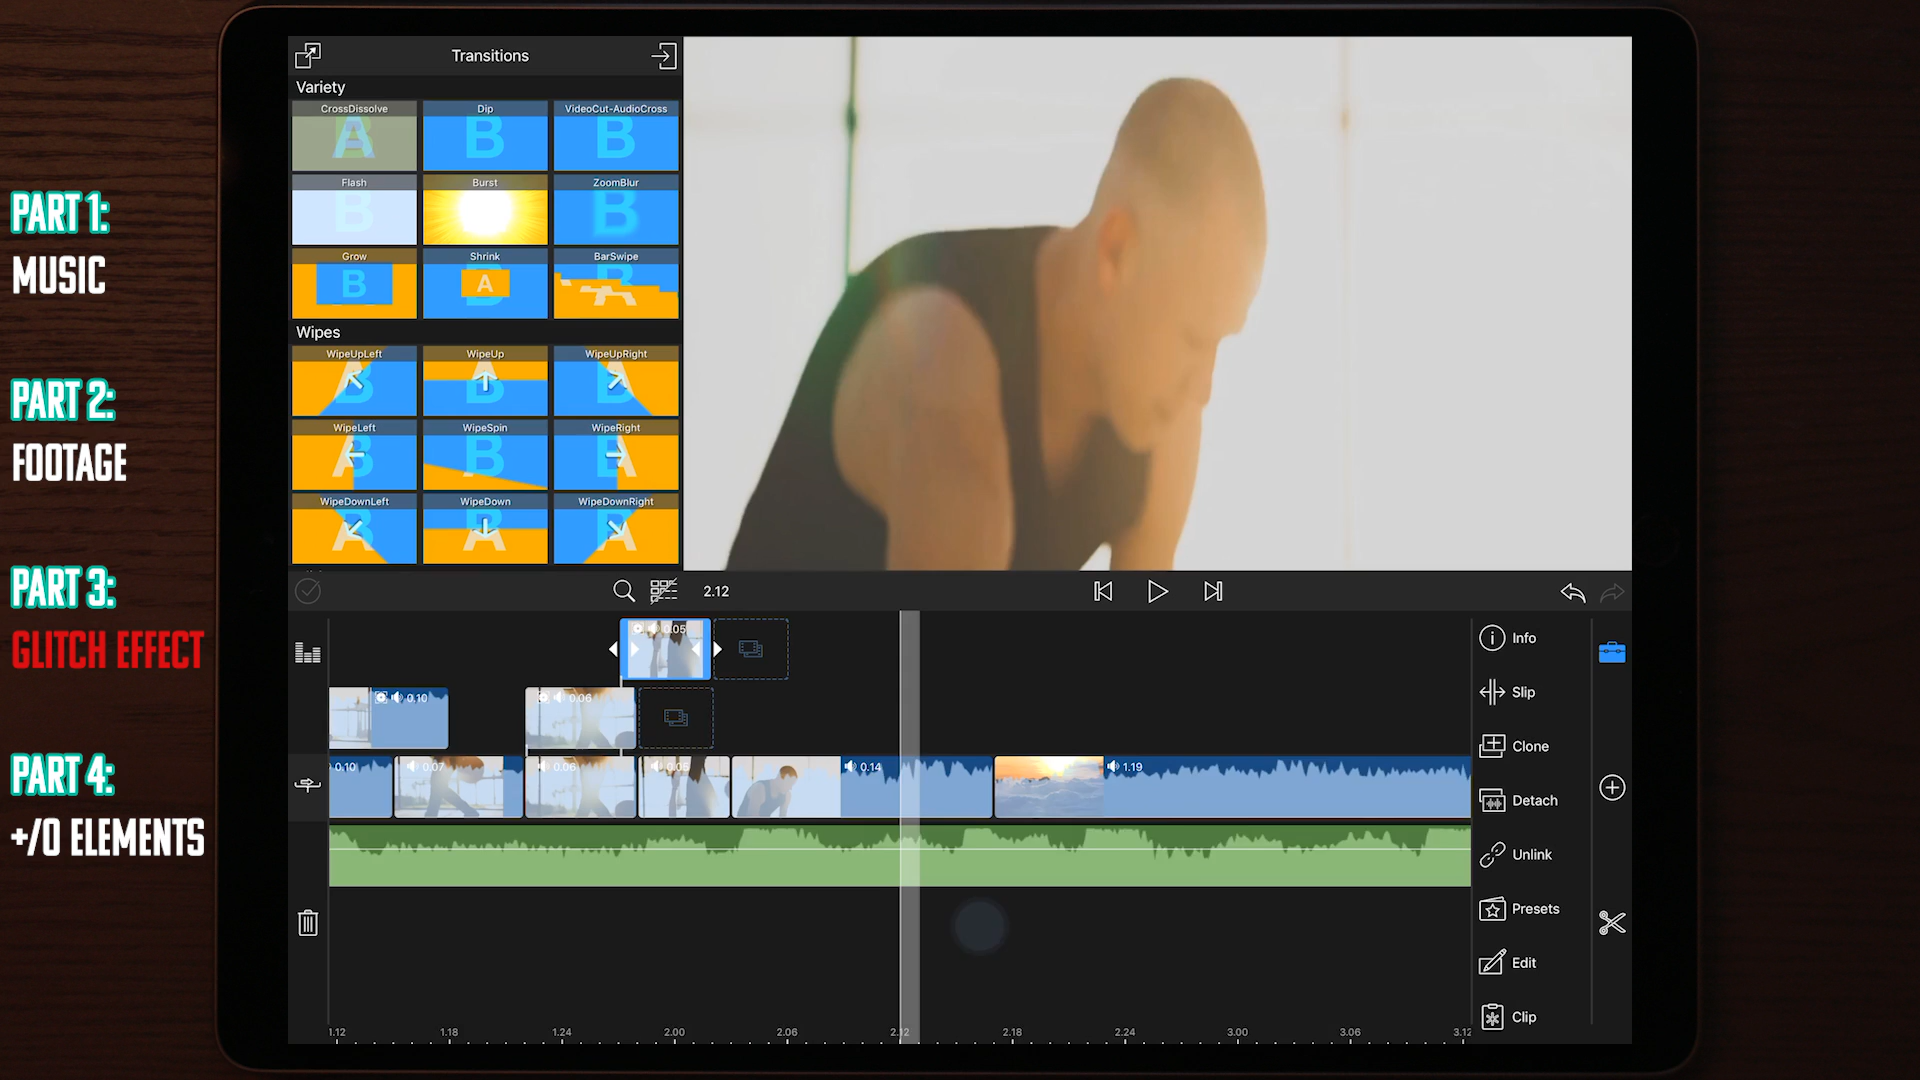 PART 1:
MUSIC
PART 2:
FOOTAGE
PART 3:
GLITCH EFFECT
PART 4:
+/O ELEMENTS
Transitions
Variety
CrossDissolve Dip VideoCut-AudioCross
A B B
Flash Burst ZoomBlur
B B
Grow Shrink BarSwipe
B A B
Wipes
WipeUpLeft WipeUp WipeUpRight
WipeLeft WipeSpin WipeRight
WipeDownLeft WipeDown WipeDownRight
2.12
0.05
0.10 0.06
0.10 0.07 0.06 0.05 0.14 1.19
1.12 1.18 1.24 2.00 2.06 2.12 2.18 2.24 3.00 3.06 3.12
Info
Slip
Clone
Detach
Unlink
Presets
Edit
Clip